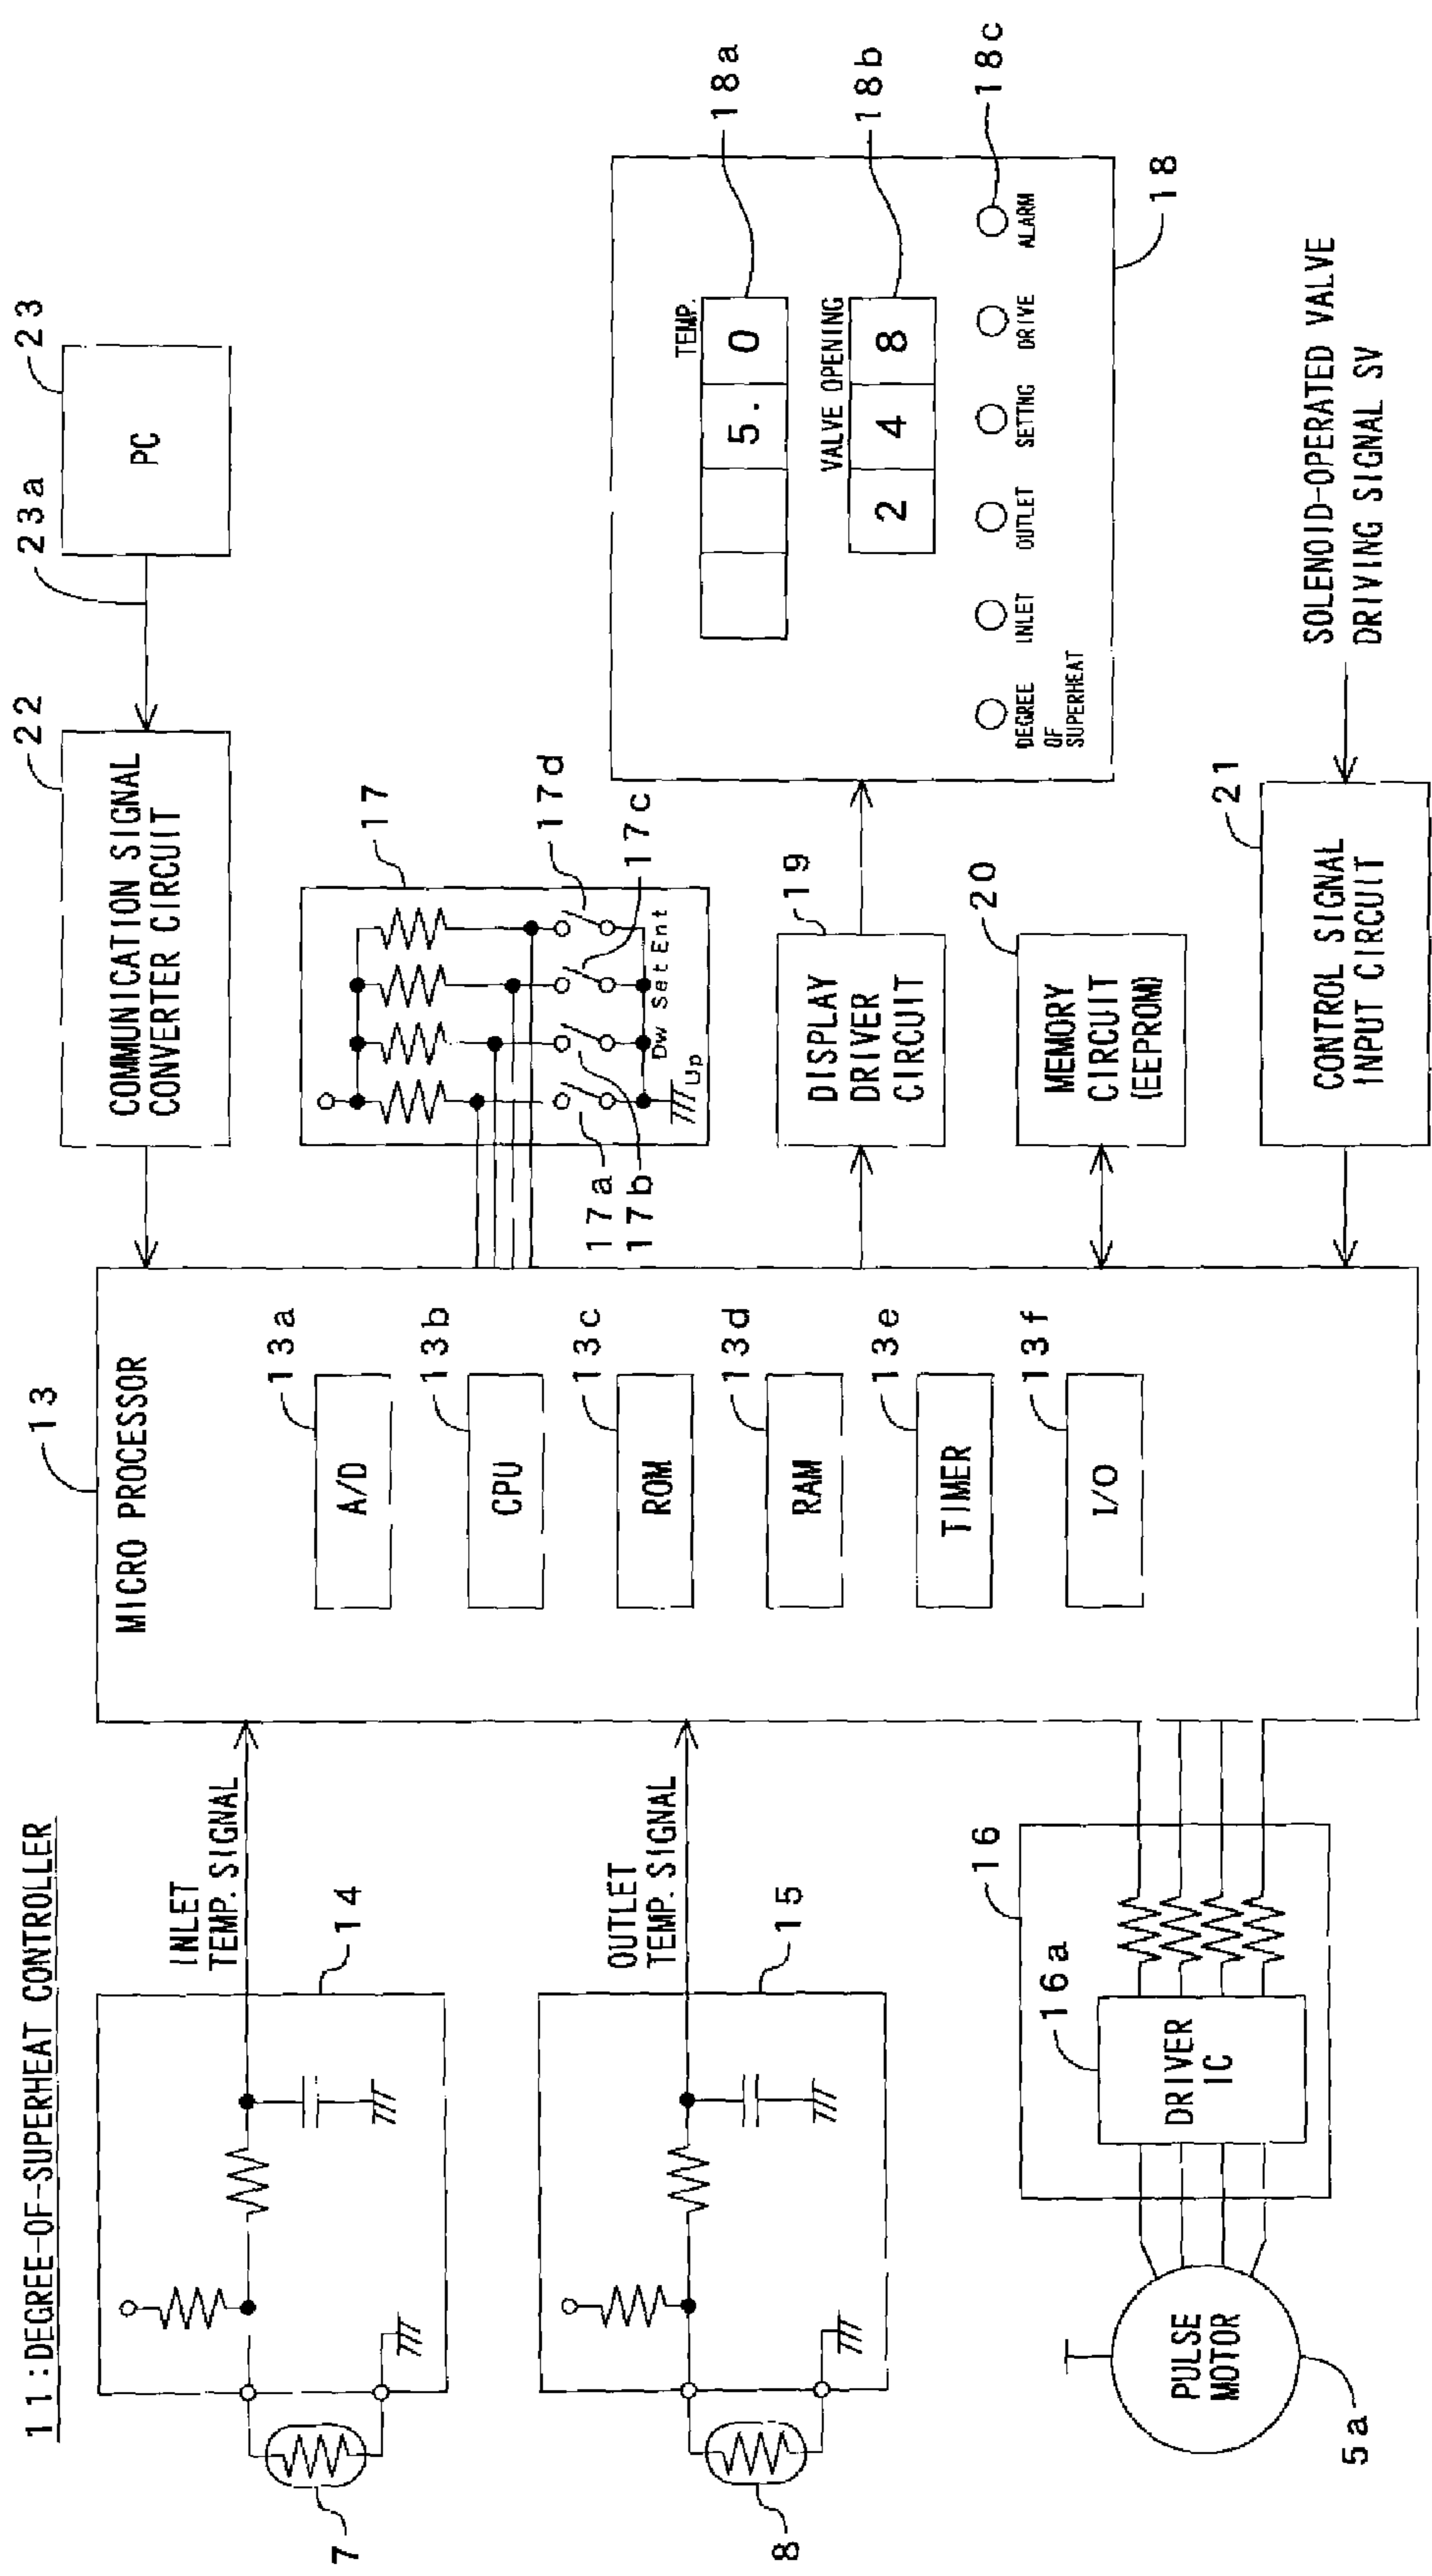 11:DEGREE-OF-SUPERHEAT CONTROLLER
7
14
INLET
TEMP. SIGNAL
8
15
OUTLET
TEMP. SIGNAL
5a
PULSE
MOTOR
16
16a
DRIVER
IC
13
MICRO PROCESSOR
13a
A/D
13b
CPU
13c
ROM
13d
RAM
13e
TIMER
13f
I/O
22
COMMUNICATION SIGNAL
CONVERTER CIRCUIT
23a
23
PC
17
17a
17b
17c
17d
Up
Dw
Set
Ent
19
DISPLAY
DRIVER
CIRCUIT
20
MEMORY
CIRCUIT
(EEPROM)
21
CONTROL SIGNAL
INPUT CIRCUIT
SOLENOID-OPERATED VALVE
DRIVING SIGNAL SV
18
18a
TEMP.
5. 0
18b
VALVE OPENING
2 4 8
18c
DEGREE
OF
SUPERHEAT
INLET
OUTLET
SETTNG
DRIVE
ALARM